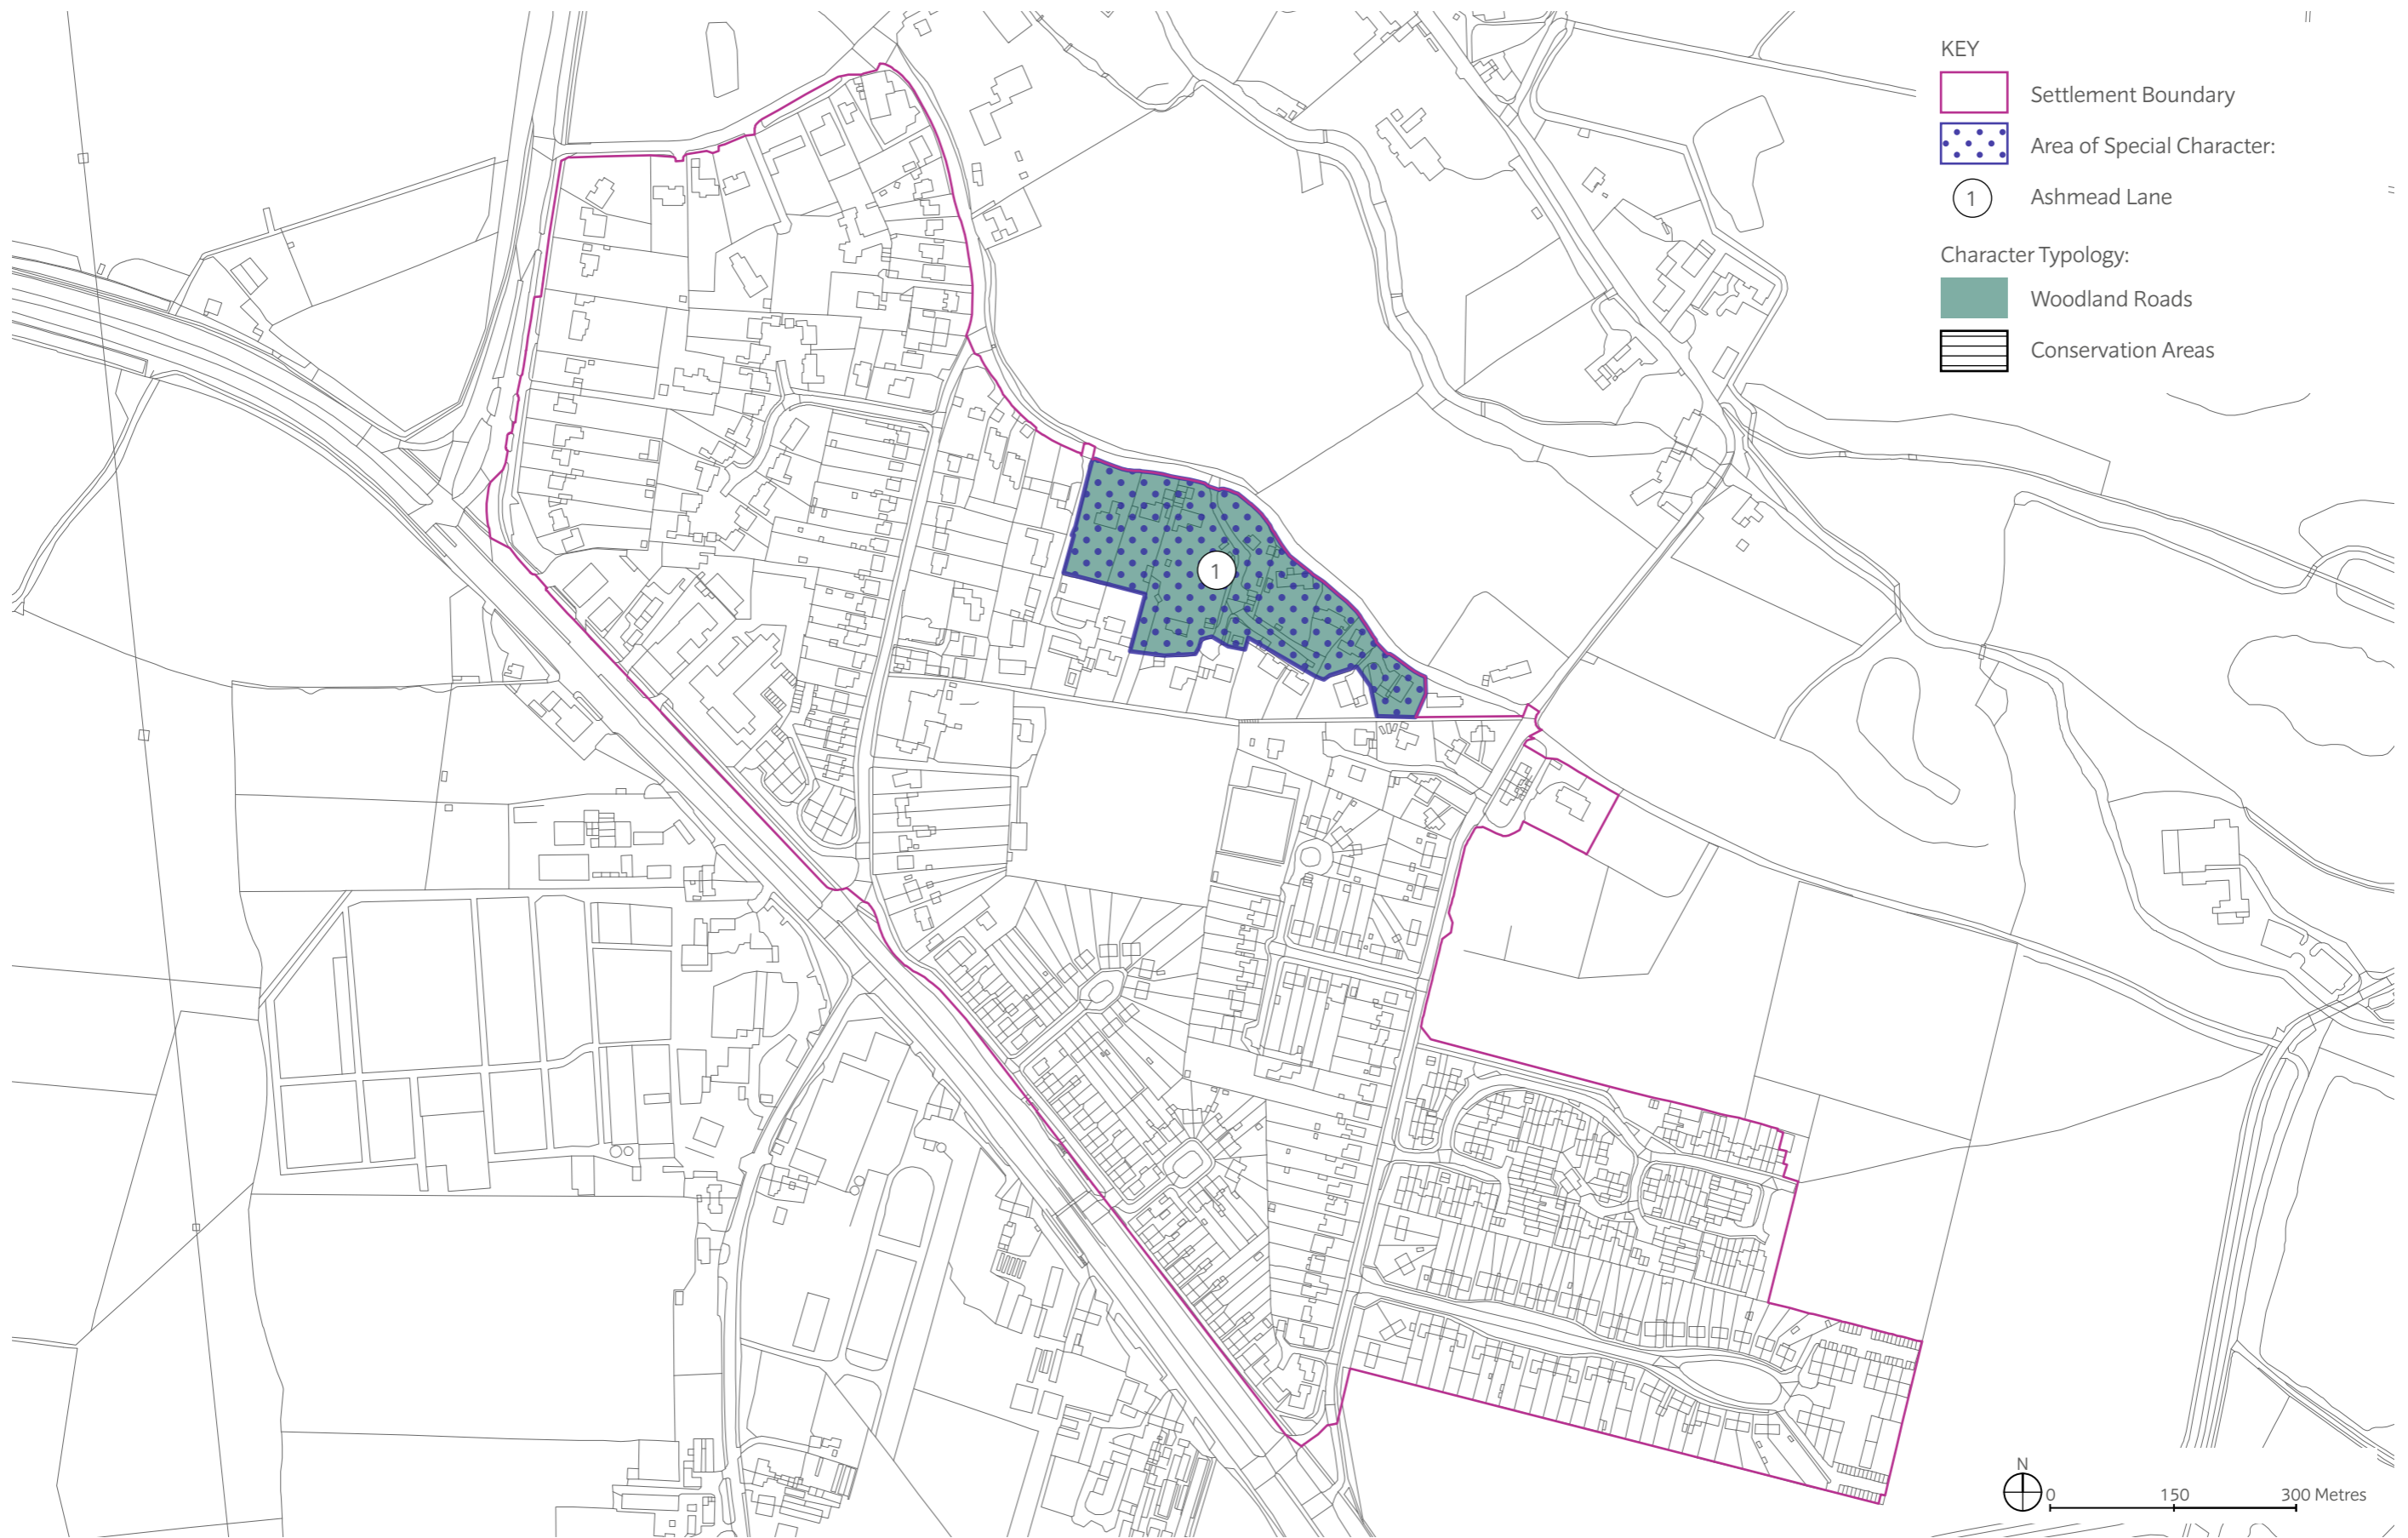 KEY
Settlement Boundary
Area of Special Character:
1 Ashmead Lane
Character Typology:
Woodland Roads
Conservation Areas
1
N
0 150 300 Metres